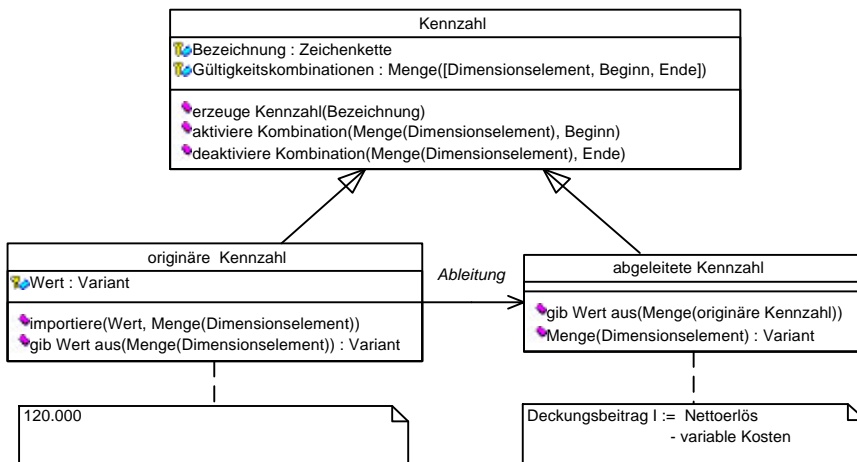 Kennzahl
Bezeichnung : Zeichenkette
Gültigkeitskombinationen : Menge([Dimensionselement, Beginn, Ende])
erzeuge Kennzahl(Bezeichnung)
aktiviere Kombination(Menge(Dimensionselement), Beginn)
deaktiviere Kombination(Menge(Dimensionselement), Ende)
originäre Kennzahl
Wert : Variant
importiere(Wert, Menge(Dimensionselement))
gib Wert aus(Menge(Dimensionselement)) : Variant
Ableitung
abgeleitete Kennzahl
gib Wert aus(Menge(originäre Kennzahl))
Menge(Dimensionselement) : Variant
120.000
Deckungsbeitrag I := Nettoerlös
- variable Kosten